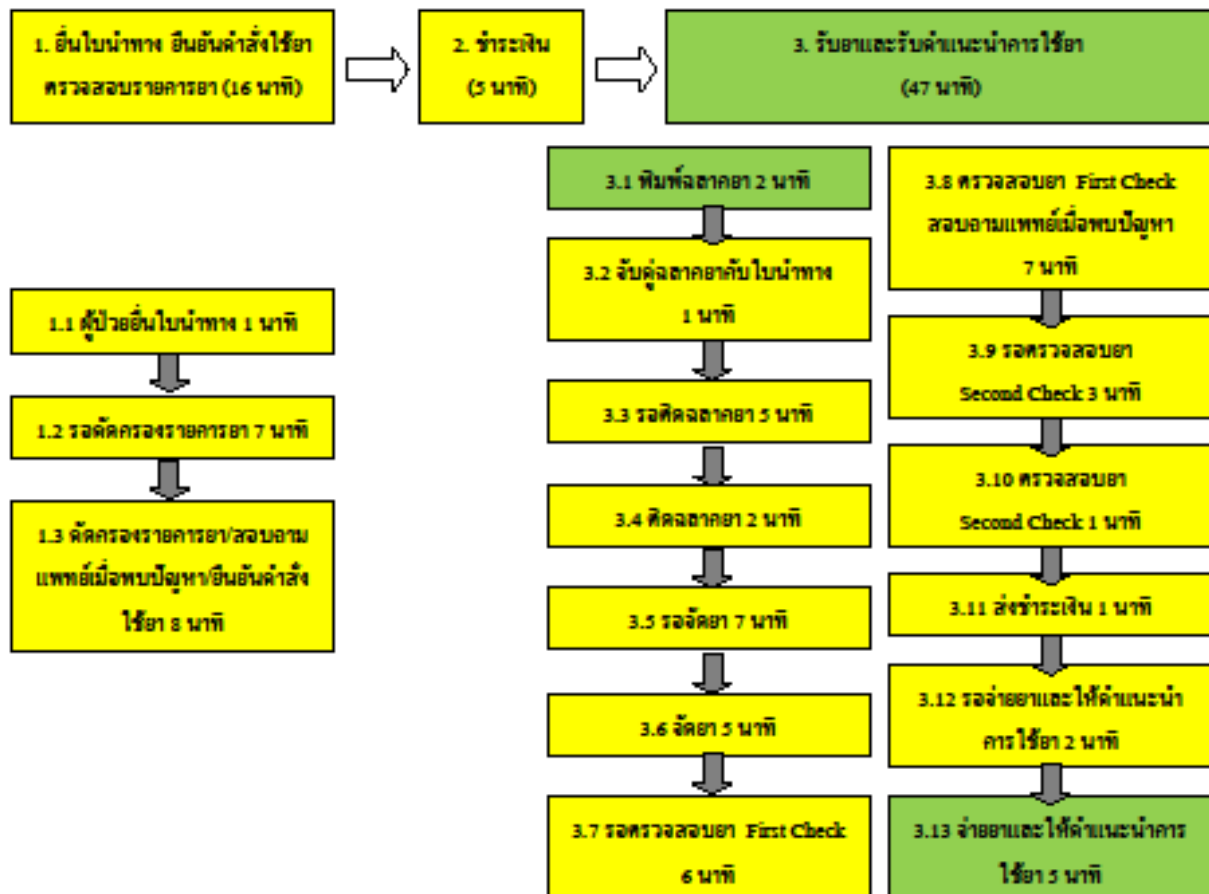 1. ยื่นใบนำทาง ยืนยันคำสั่งใช้ยา
ตรวจสอบรายการยา (16 นาที)
2. ชำระเงิน
(5 นาที)
3. รับยาและรับคำแนะนำการใช้ยา
(47 นาที)
1.1 ผู้ป่วยยื่นใบนำทาง 1 นาที
1.2 รอคัดกรองรายการยา 7 นาที
1.3 คัดกรองรายการยา/สอบถาม
แพทย์เมื่อพบปัญหา/ยืนยันคำสั่ง
ใช้ยา 8 นาที
3.1 พิมพ์ฉลากยา 2 นาที
3.2 จับคู่ฉลากยากับใบนำทาง
1 นาที
3.3 รอติดฉลากยา 5 นาที
3.4 ติดฉลากยา 2 นาที
3.5 รอจัดยา 7 นาที
3.6 จัดยา 5 นาที
3.7 รอตรวจสอบยา First Check
6 นาที
3.8 ตรวจสอบยา First Check
สอบถามแพทย์เมื่อพบปัญหา
7 นาที
3.9 รอตรวจสอบยา
Second Check 3 นาที
3.10 ตรวจสอบยา
Second Check 1 นาที
3.11 ส่งชำระเงิน 1 นาที
3.12 รอจ่ายยาและให้คำแนะนำ
การใช้ยา 2 นาที
3.13 จ่ายยาและให้คำแนะนำการ
ใช้ยา 5 นาที